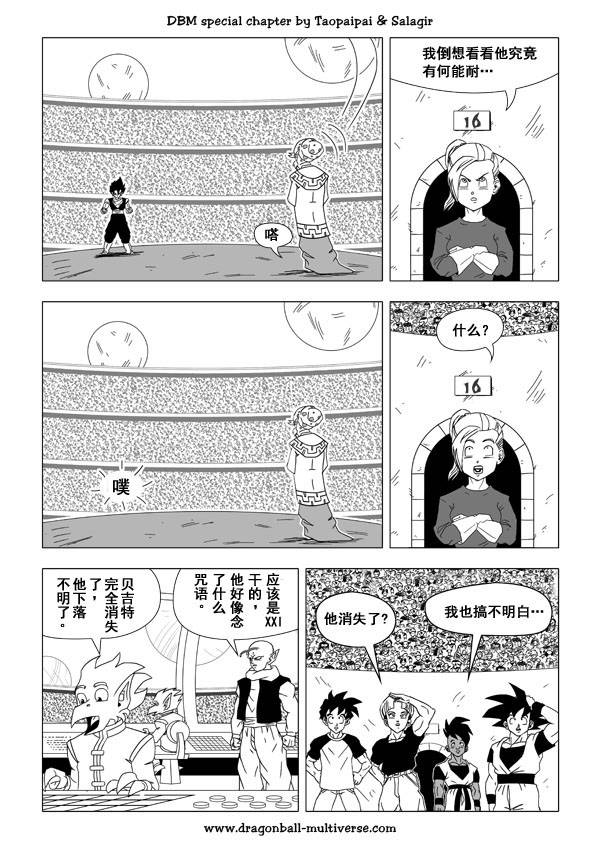 DBM special chapter by Taopaipai & Salagir
嗒
我倒想看看他究竟
有何能耐…
16
噗
什么?
16
贝吉特
完全消失
了，
他下落
不明了。
应该是XXI
干的，
他好像念
了什么
咒语。
他消失了?
我也搞不明白…
www.dragonball-multiverse.com